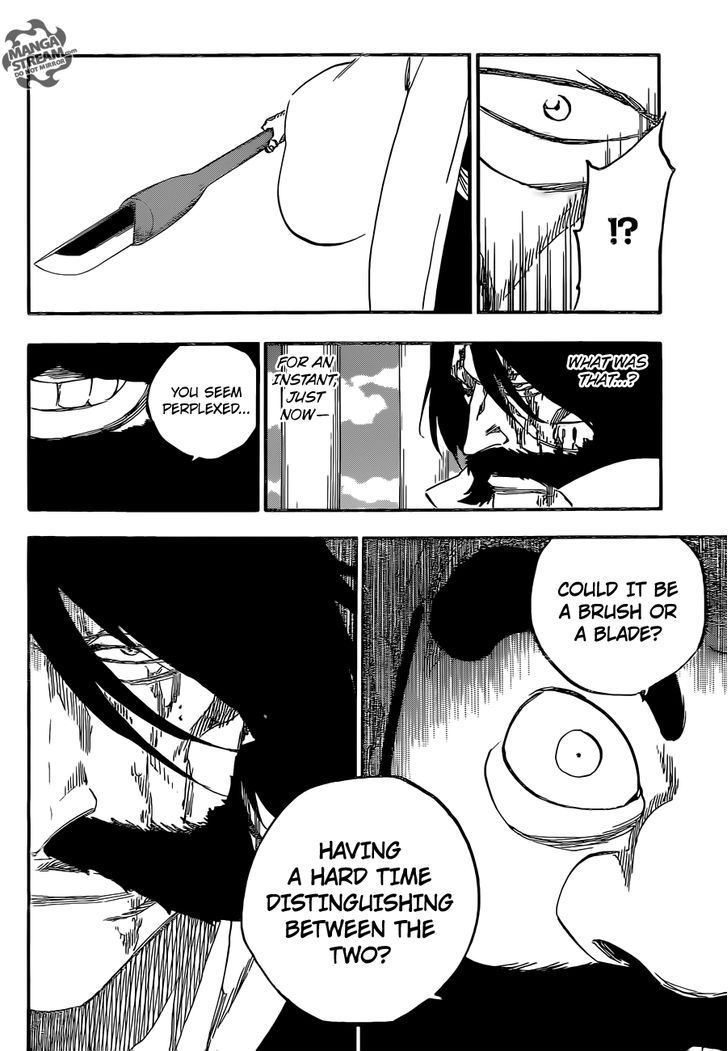 MANGA
STREAM.COM
DO NOT MIRROR
!?
WHAT WAS
THAT...?
FOR AN
INSTANT,
JUST
NOW—
YOU SEEM
PERPLEXED...
COULD IT BE
A BRUSH OR
A BLADE?
HAVING
A HARD TIME
DISTINGUISHING
BETWEEN THE
TWO?